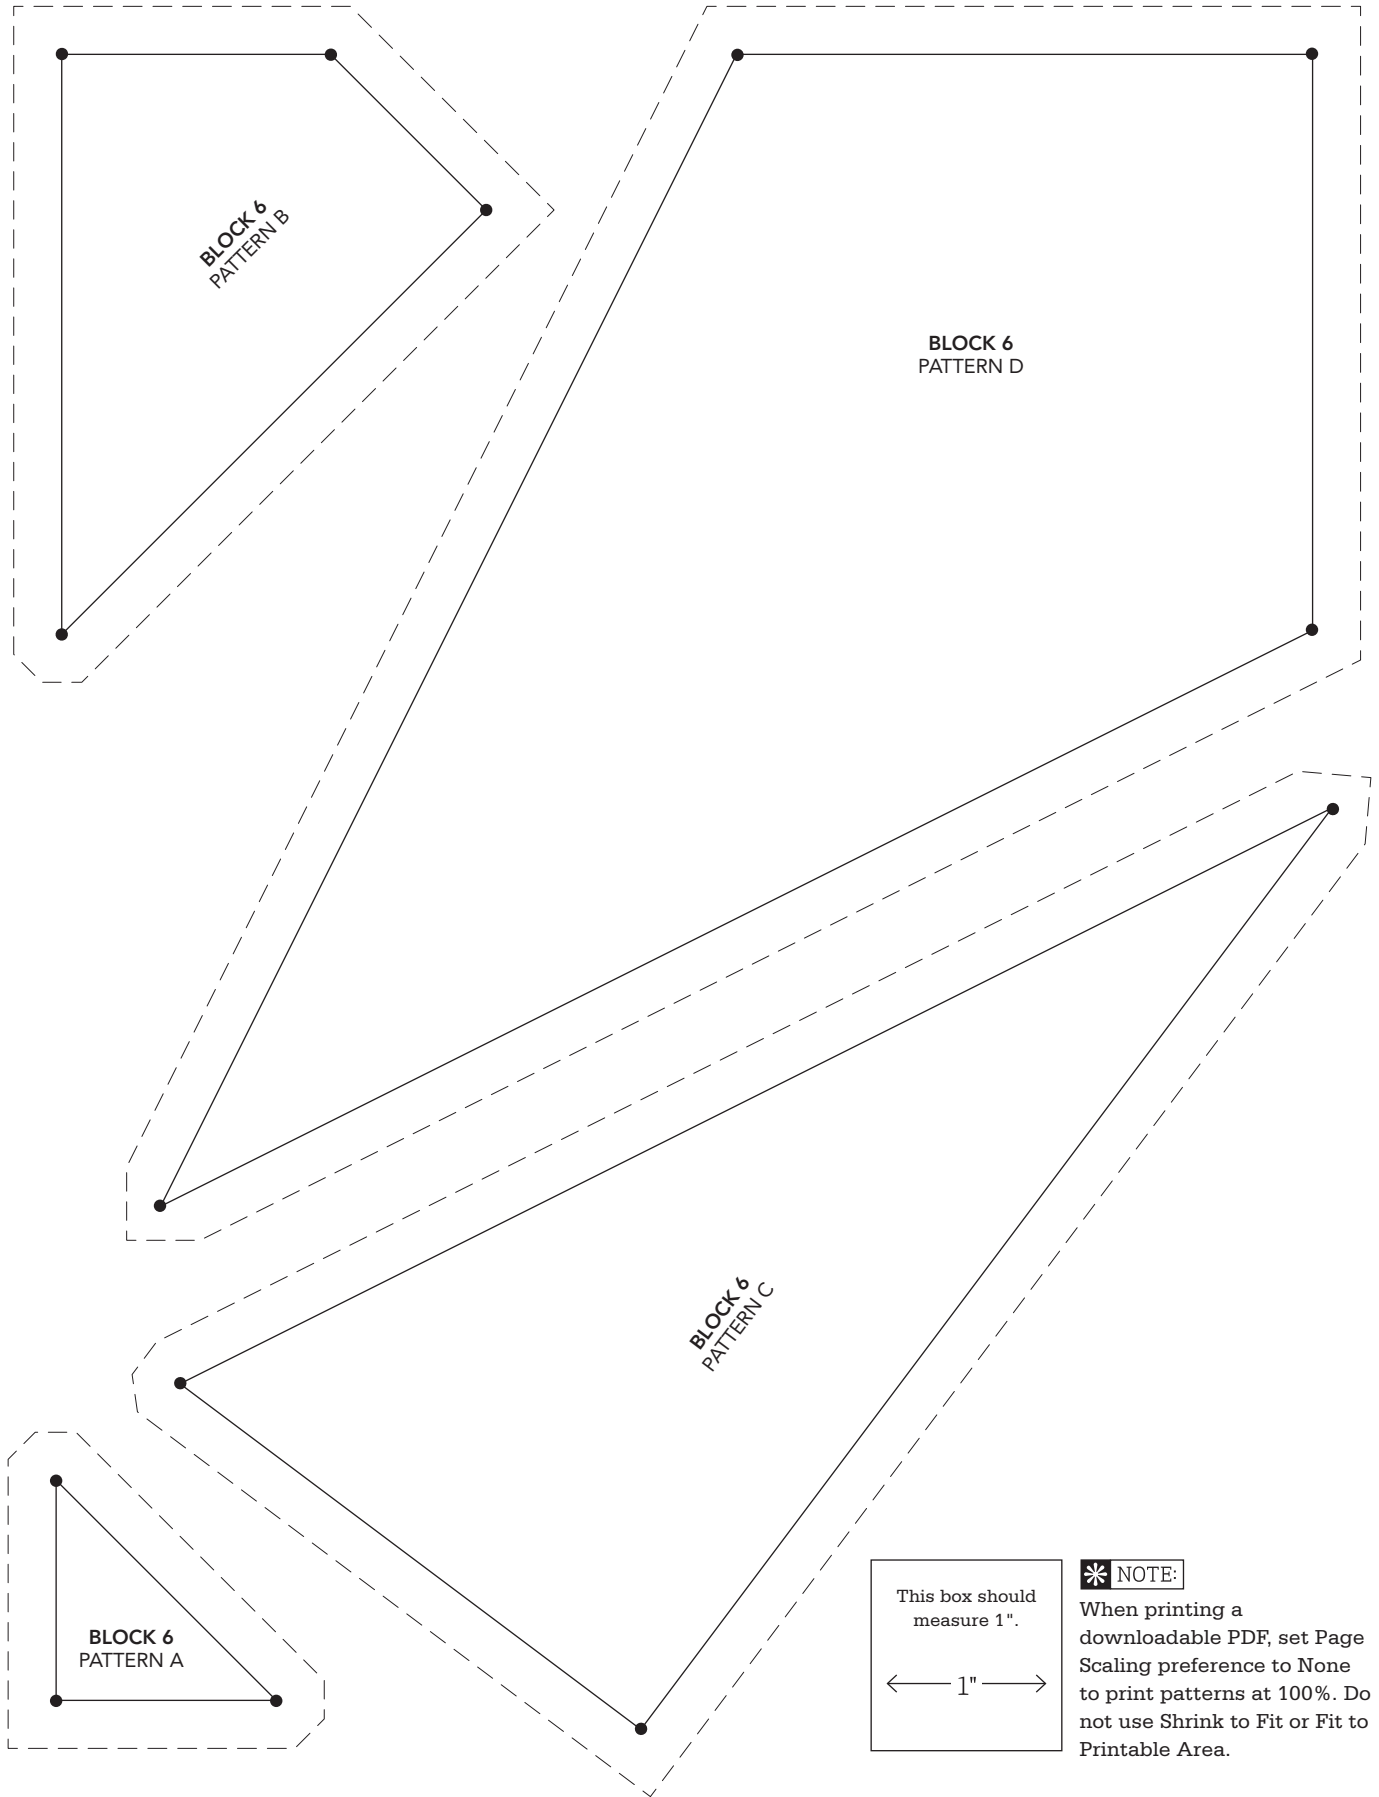 BLOCK 6
PATTERN B
BLOCK 6
PATTERN D
BLOCK 6
PATTERN C
BLOCK 6
PATTERN A
This box should
measure 1".
1"
NOTE:
When printing a
downloadable PDF, set Page
Scaling preference to None
to print patterns at 100%. Do
not use Shrink to Fit or Fit to
Printable Area.